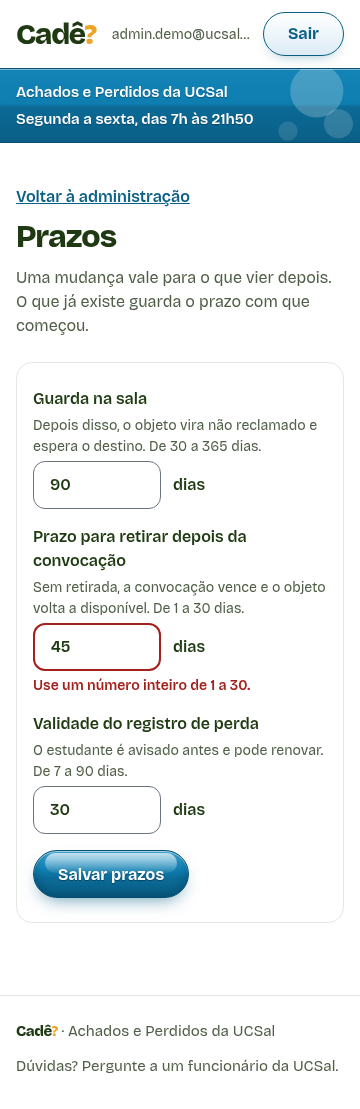 Cadê?
admin.demo@ucsal...
Sair
Achados e Perdidos da UCSal
Segunda a sexta, das 7h às 21h50
Voltar à administração
Prazos
Uma mudança vale para o que vier depois.
O que já existe guarda o prazo com que
começou.
Guarda na sala
Depois disso, o objeto vira não reclamado e
espera o destino. De 30 a 365 dias.
90 dias
Prazo para retirar depois da
convocação
Sem retirada, a convocação vence e o objeto
volta a disponível. De 1 a 30 dias.
45 dias
Use um número inteiro de 1 a 30.
Validade do registro de perda
O estudante é avisado antes e pode renovar.
De 7 a 90 dias.
30 dias
Salvar prazos
Cadê? · Achados e Perdidos da UCSal
Dúvidas? Pergunte a um funcionário da UCSal.